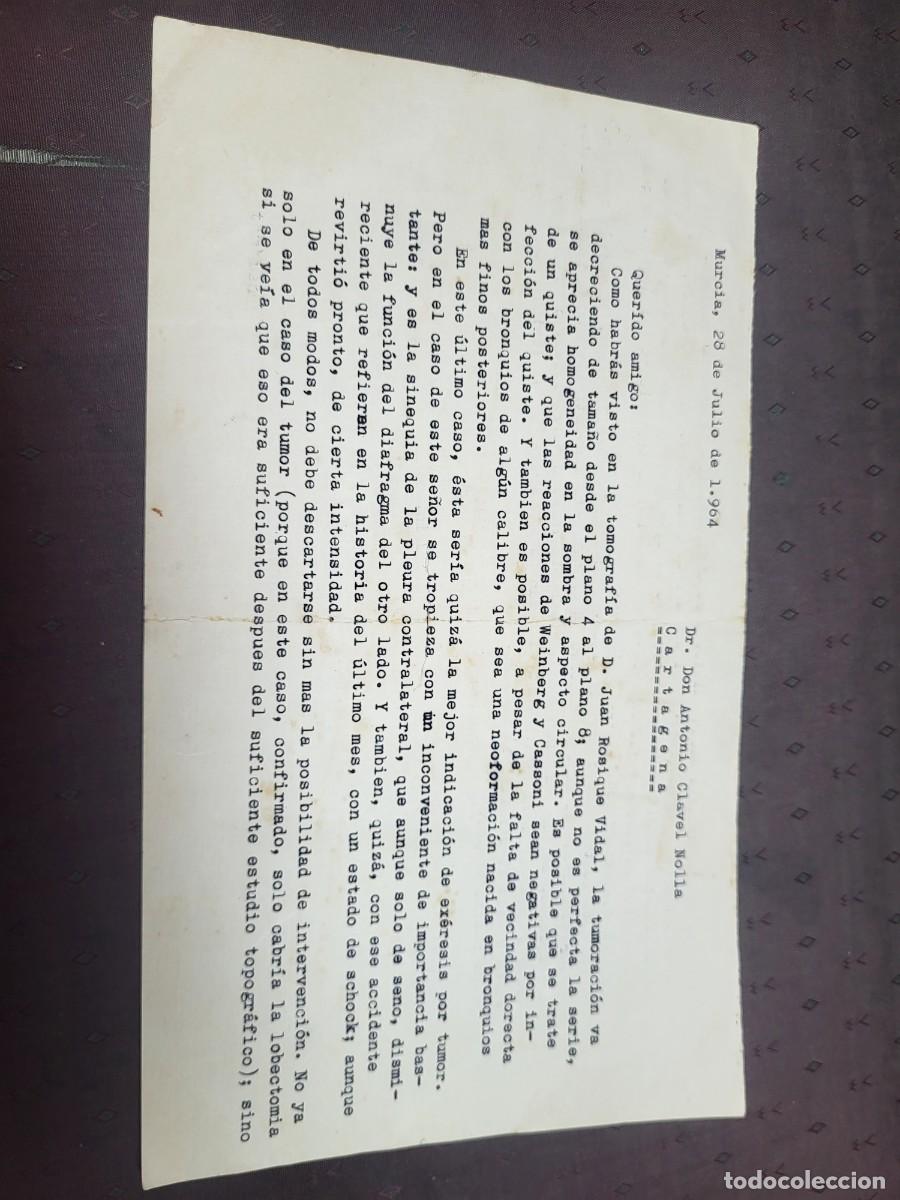 Murcia, 28 de Julio de 1.964
Dr. Don Antonio Clavel Nolla
C a r t a g e n a
=================
Querído amigo:
Como habrás visto en la tomografía de D. Juan Rosique Vidal, la tumoración va
decreciendo de tamaño desde el plano 4 al plano 8; aunque no es perfecta la serie,
se aprecia homogeneidad en la sombra y aspecto circular. Es posible que se trate
de un quiste; y que las reacciones de Weinberg y Cassoni sean negativas por in-
fección del quiste. Y tambien es posible, a pesar de la falta de vecindad dorecta
con los bronquios de algún calibre, que sea una neoformación nacida en bronquios
mas finos posteriores.
En este último caso, ésta sería quizá la mejor indicación de exéresis por tumor.
Pero en el caso de este señor se tropieza con ún inconveniente de importancia bas-
tante: y es la sinequia de la pleura contralateral, que aunque solo de seno, dismi-
nuye la función del diafragma del otro lado. Y tambien, quizá, con ese accidente
reciente que refieren en la historia del último mes, con un estado de schock; aunque
revirtió pronto, de cierta intensidad.
De todos modos, no debe descartarse sin mas la posibilidad de intervención. No ya
solo en el caso del tumor (porque en este caso, confirmado, solo cabría la lobectomia
si se veía que eso era suficiente despues del suficiente estudio topográfico); sino
todocoleccion